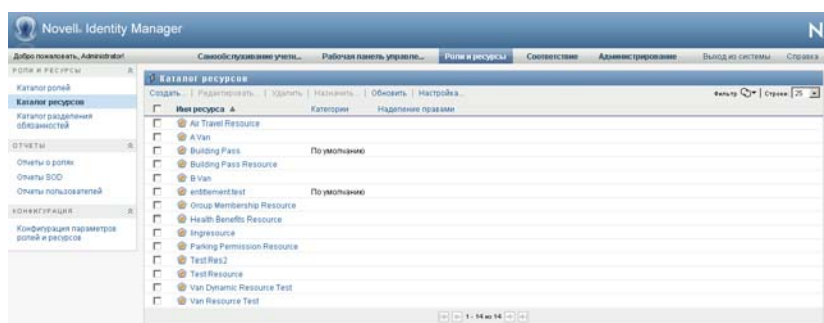 Novell® Identity Manager
N
Добро пожаловать, Administrator!
Самообслуживание учетн...
Рабочая панель управле...
Роли и ресурсы
Соответствие
Администрирование
Выход из системы
Справка
РОЛИ И РЕСУРСЫ
Каталог ролей
Каталог ресурсов
Каталог разделения
обязанностей
ОТЧЕТЫ
Отчеты о ролях
Отчеты SOD
Отчеты пользователей
КОНФИГУРАЦИЯ
Конфигурация параметров
ролей и ресурсов
Каталог ресурсов
Создать... | Редактировать... | Удалить | Назначить... | Обновить | Настройка...
Фильтр | Строки 25
Имя ресурса Категории Наделение правами
Air Travel Resource
A Van
Building Pass По умолчанию
Building Pass Resource
B Van
entitlement test По умолчанию
Group Membership Resource
Health Benefits Resource
lingresource
Parking Permission Resource
Test Res2
Test Resource
Van Dynamic Resource Test
Van Resource Test
1 - 14 из 14